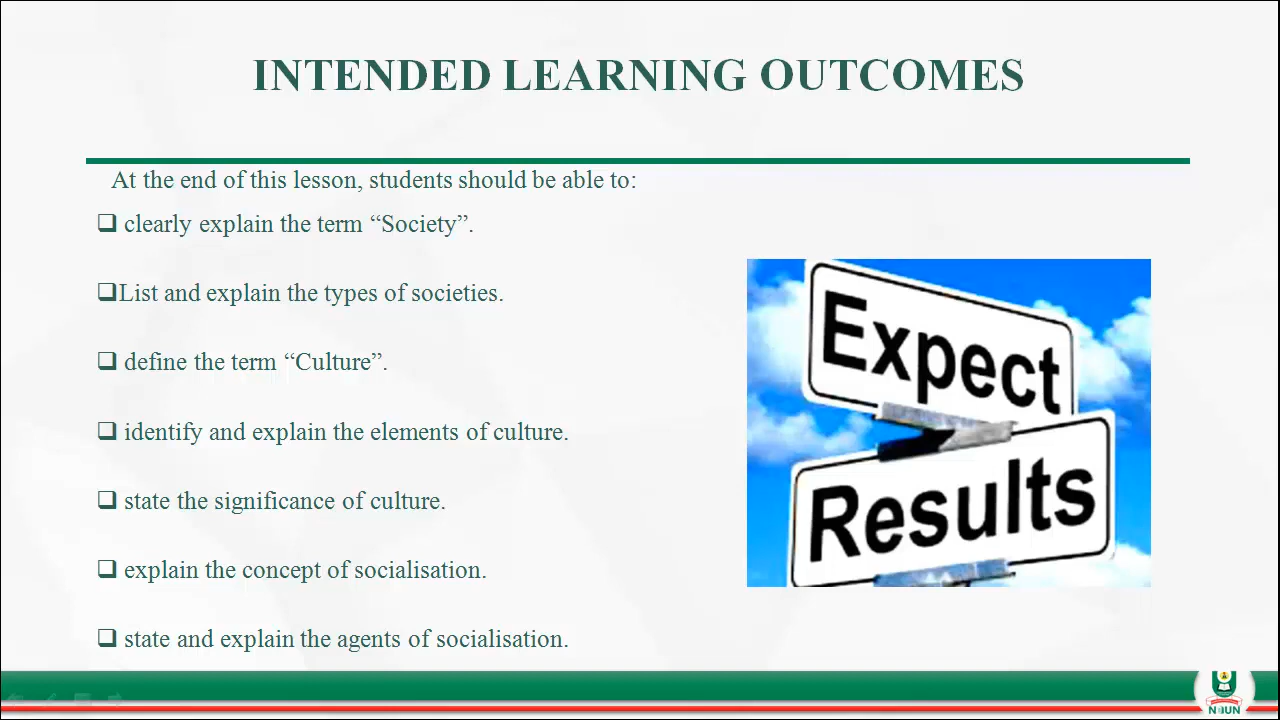 INTENDED LEARNING OUTCOMES
At the end of this lesson, students should be able to:
❑ clearly explain the term “Society”.
❑List and explain the types of societies.
❑ define the term “Culture”.
❑ identify and explain the elements of culture.
❑ state the significance of culture.
❑ explain the concept of socialisation.
❑ state and explain the agents of socialisation.
Expect
Results
NOUN